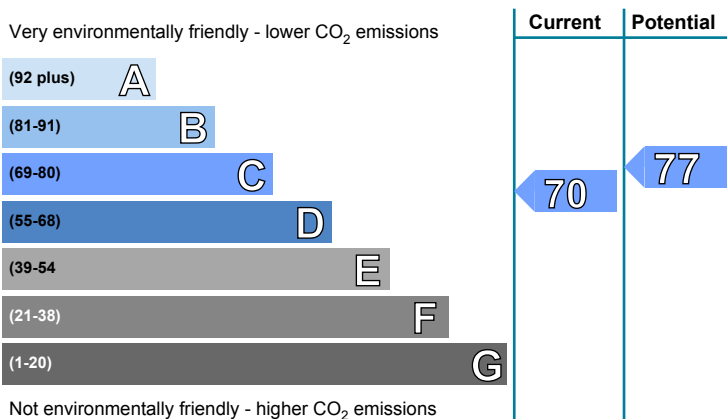 Current Potential
Very environmentally friendly - lower CO2 emissions
(92 plus) A
(81-91) B
(69-80) C
77
(55-68) D
70
(39-54 E
(21-38) F
(1-20) G
Not environmentally friendly - higher CO2 emissions